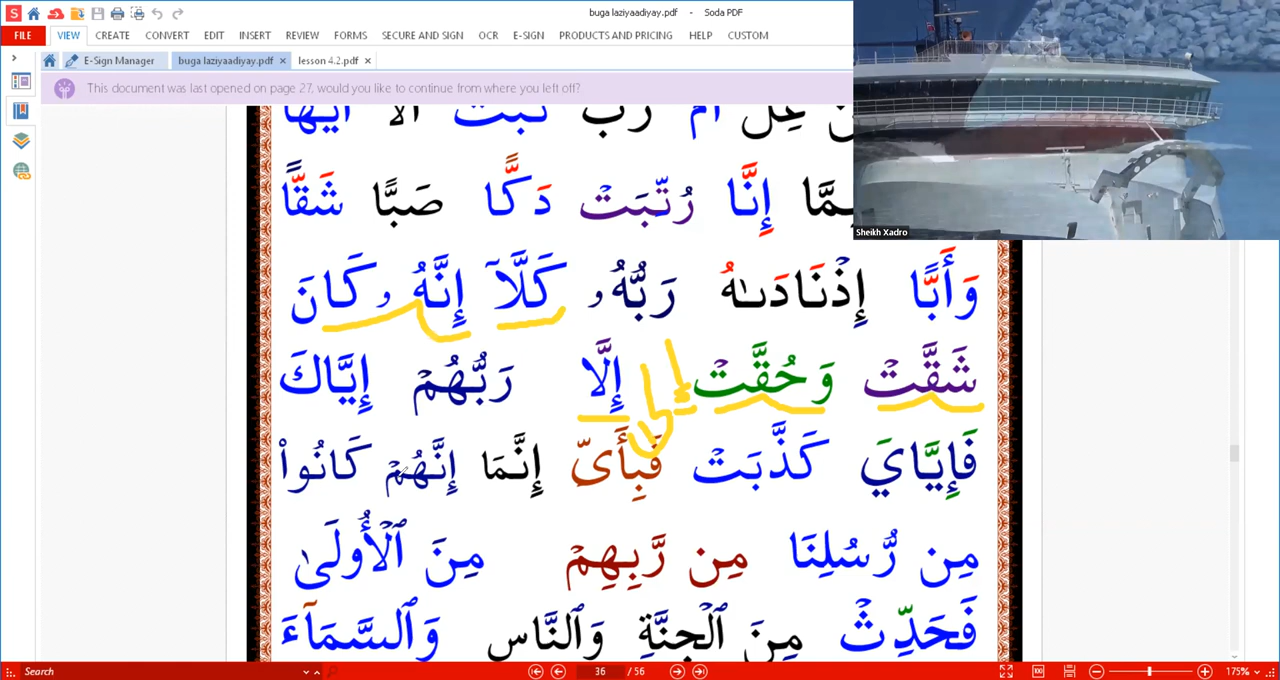 buga laziyaadiyay.pdf - Soda PDF
FILE VIEW CREATE CONVERT EDIT INSERT REVIEW FORMS SECURE AND SIGN OCR E-SIGN PRODUCTS AND PRICING HELP CUSTOM
E-Sign Manager buga laziyaadiyay.pdf × lesson 4.2.pdf ×
This document was last opened on page 27, would you like to continue from where you left off?
Sheikh Xadro
إِنَّا رُتِّبَتْ دَكًّا صَبًّا شَقًّا
وَأَبًّا إِذْنَادَىٰهُ رَبُّهُۥ كَلَّآ إِنَّهُۥ كَانَ
شَقَّتْ وَحُقَّتْ إِلَّا رَبُّهُمْ إِيَّاكَ
فَإِيَّايَ كَذَّبَتْ فَبِأَىِّ إِنَّمَا إِنَّهُمْ كَانُوا۟
مِن رُّسُلِنَا مِن رَّبِهِمْ مِنَ ٱلْأُولَىٰ
فَحَدِّثْ مِنَ ٱلْجِنَّةِ وَٱلنَّاسِ وَٱلسَّمَآءَ
Search 36 / 56 175%